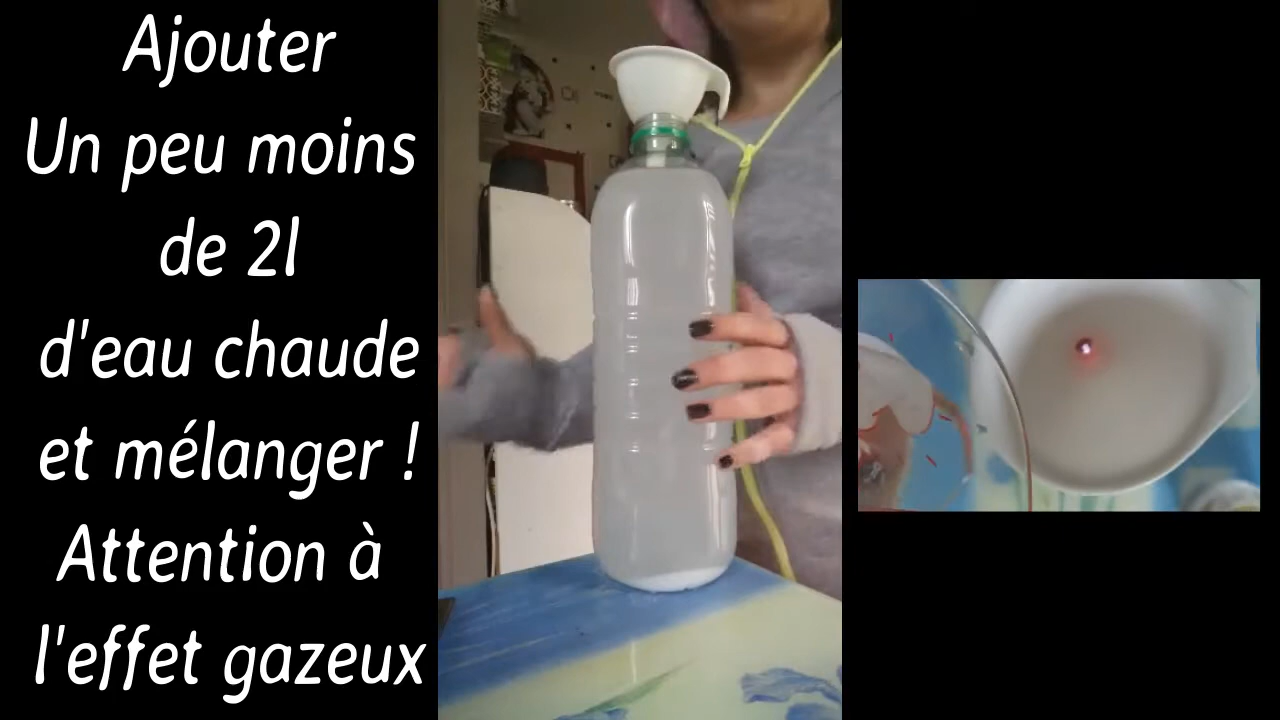 Ajouter
Un peu moins
de 2l
d'eau chaude
et mélanger !
Attention à
l'effet gazeux